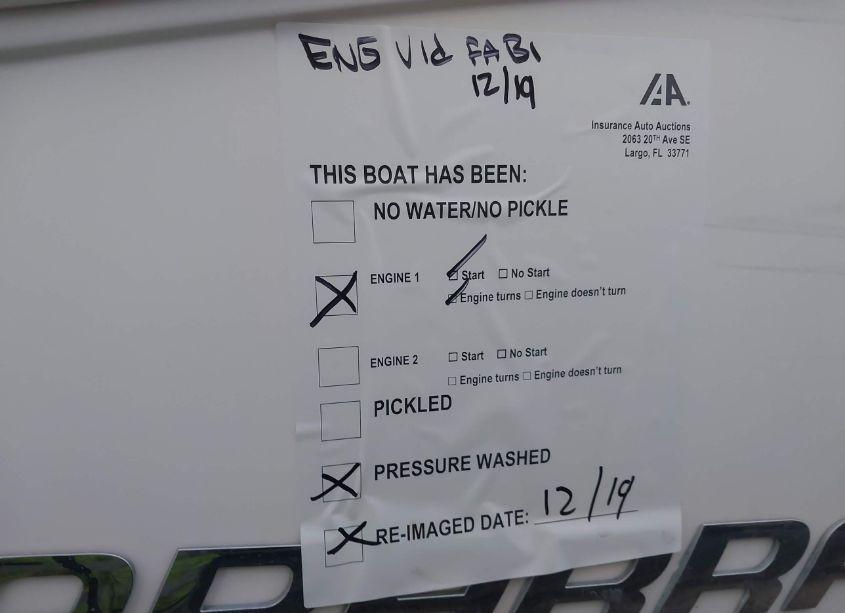 ENG Vid FABI
12/19
IAA.
Insurance Auto Auctions
2063 20TH Ave SE
Largo, FL 33771
THIS BOAT HAS BEEN:
NO WATER/NO PICKLE
ENGINE 1 Start No Start
Engine turns Engine doesn't turn
ENGINE 2 Start No Start
Engine turns Engine doesn't turn
PICKLED
PRESSURE WASHED
RE-IMAGED DATE: 12/19